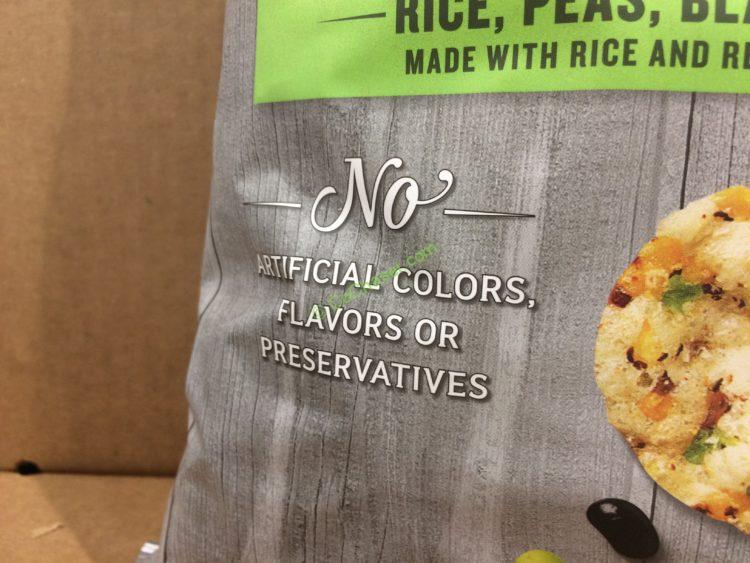 RICE, PEAS,
MADE WITH RICE AND
No
ARTIFICIAL COLORS,
FLAVORS OR
PRESERVATIVES